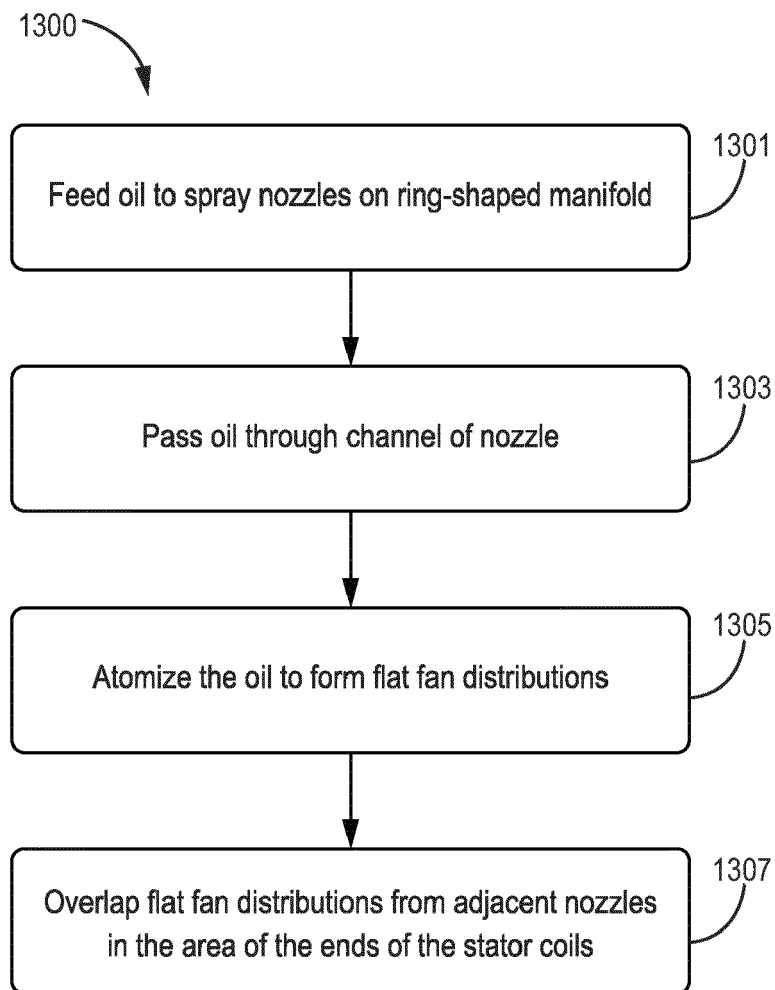 1300
1301
Feed oil to spray nozzles on ring-shaped manifold
1303
Pass oil through channel of nozzle
1305
Atomize the oil to form flat fan distributions
1307
Overlap flat fan distributions from adjacent nozzles
in the area of the ends of the stator coils